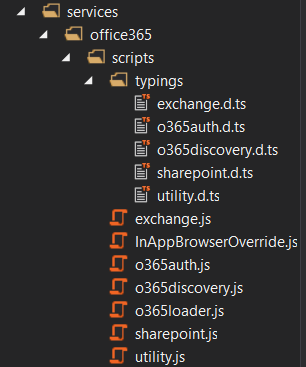 services
office365
scripts
typings
exchange.d.ts
o365auth.d.ts
o365discovery.d.ts
sharepoint.d.ts
utility.d.ts
exchange.js
InAppBrowserOverride.js
o365auth.js
o365discovery.js
o365loader.js
sharepoint.js
utility.js